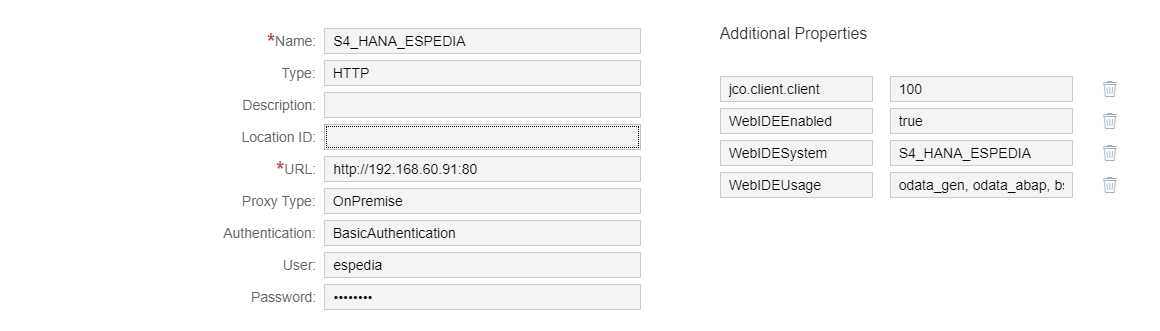 *Name: S4_HANA_ESPEDIA
Type: HTTP
Description:
Location ID:
*URL: http://192.168.60.91:80
Proxy Type: OnPremise
Authentication: BasicAuthentication
User: espedia
Password: ••••••••
Additional Properties
jco.client.client 100
WebIDEEnabled true
WebIDESystem S4_HANA_ESPEDIA
WebIDEUsage odata_gen, odata_abap,